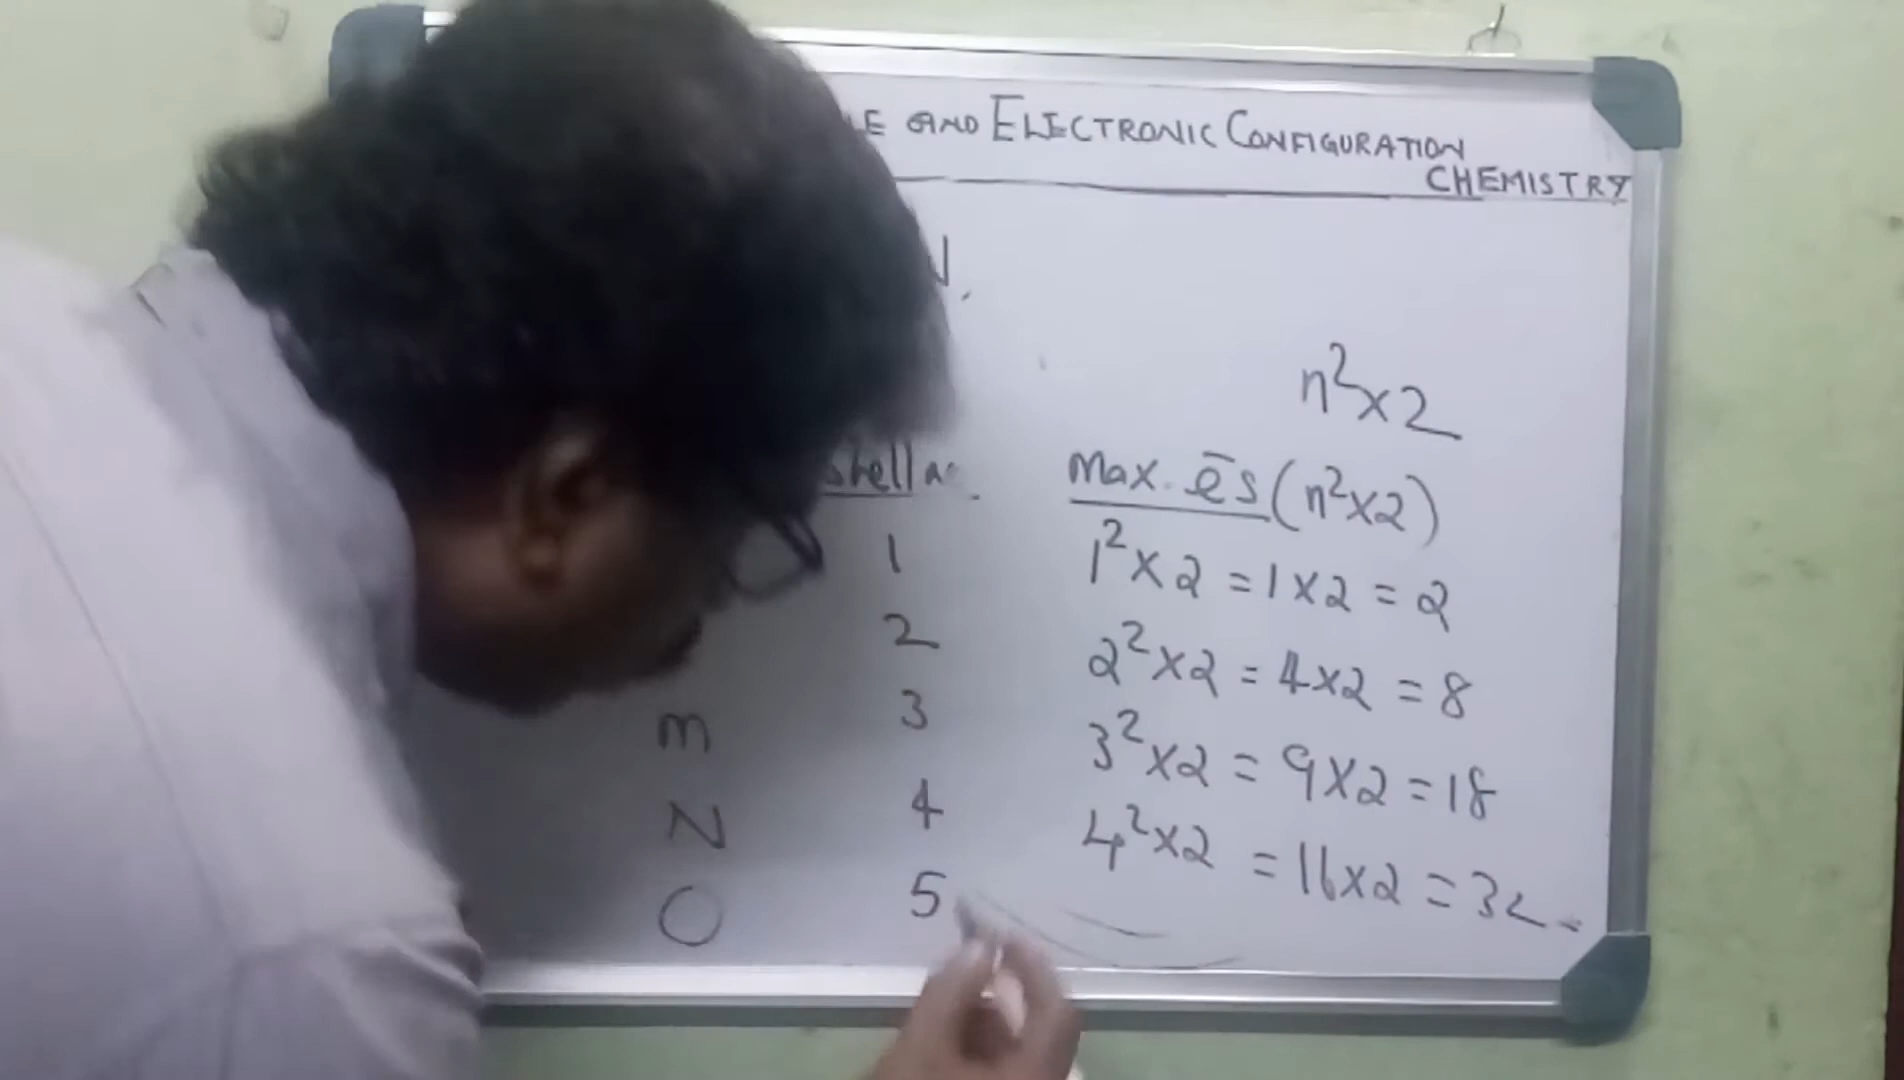 AND ELECTRONIC CONFIGURATION
CHEMISTRY
n²x2
shell max. ēs (n²x2)
1 1²x2 = 1x2 = 2
2 2²x2 = 4x2 = 8
m 3 3²x2 = 9x2 = 18
N 4 4²x2 = 16x2 = 32
O 5